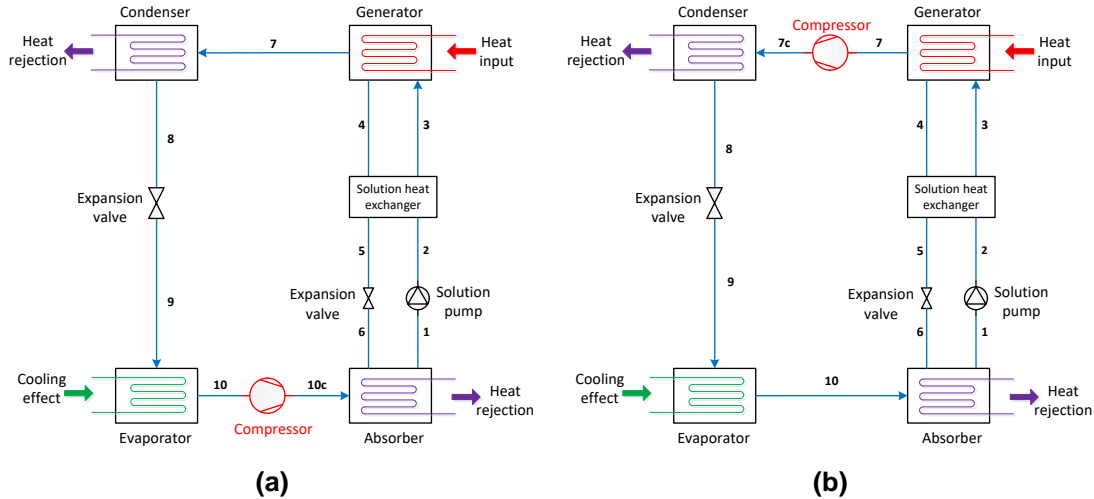 Condenser
Generator
Heat
rejection
7
Heat
input
8
4
3
Expansion
valve
Solution heat
exchanger
5
2
9
Expansion
valve
Solution
pump
6
1
Cooling
effect
10
10c
Compressor
Heat
rejection
Evaporator
Absorber
(a)
Condenser
Compressor
Generator
Heat
rejection
7c
7
Heat
input
8
4
3
Expansion
valve
Solution heat
exchanger
5
2
9
Expansion
valve
Solution
pump
6
1
Cooling
effect
10
Heat
rejection
Evaporator
Absorber
(b)